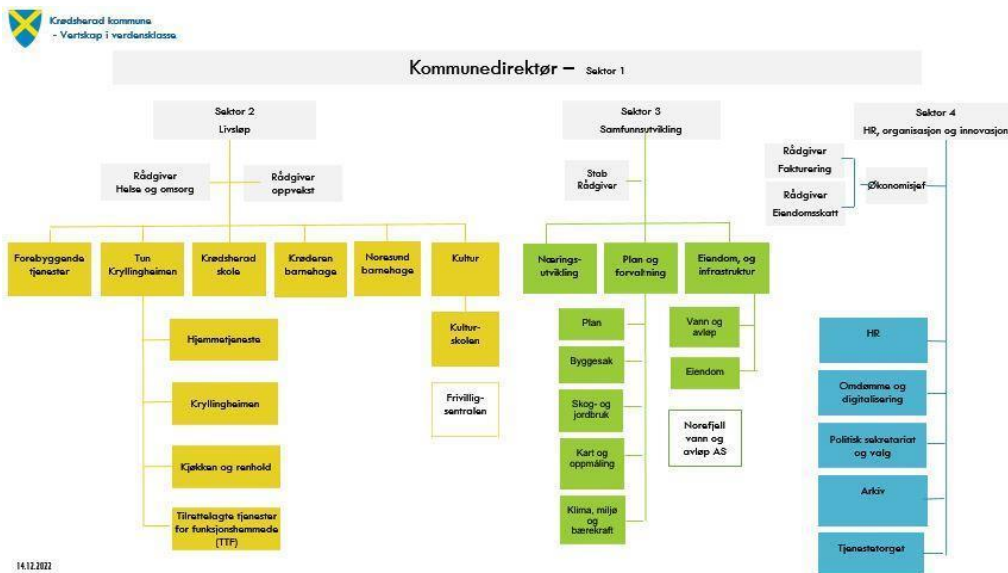 Krødsherad kommune
- Vertskap i verdensklasse
Kommunedirektør – Sektor 1
Sektor 2
Livsløp
Sektor 3
Samfunnsutvikling
Sektor 4
HR, organisasjon og innovasjon
Rådgiver
Helse og omsorg
Rådgiver
oppvekst
Stab
Rådgiver
Rådgiver
Fakturering
Rådgiver
Eiendomsskatt
Økonomisjef
Forebyggende
tjenester
Tun
Kryllingheimen
Krødsherad
skole
Krøderen
barnehage
Noresund
barnehage
Kultur
Nærings-
utvikling
Plan og
forvaltning
Eiendom, og
infrastruktur
Hjemmetjeneste
Kryllingheimen
Kjøkken og renhold
Tilrettelagte tjenester
for funksjonshemmede
(TTF)
Kultur-
skolen
Frivillig-
sentralen
Plan
Byggesak
Skog- og
jordbruk
Kart og
oppmåling
Klima, miljø
og
bærekraft
Vann og
avløp
Eiendom
Norefjell
vann og
avløp AS
HR
Omdømme og
digitalisering
Politisk sekretariat
og valg
Arkiv
Tjenestetorget
14.12.2022